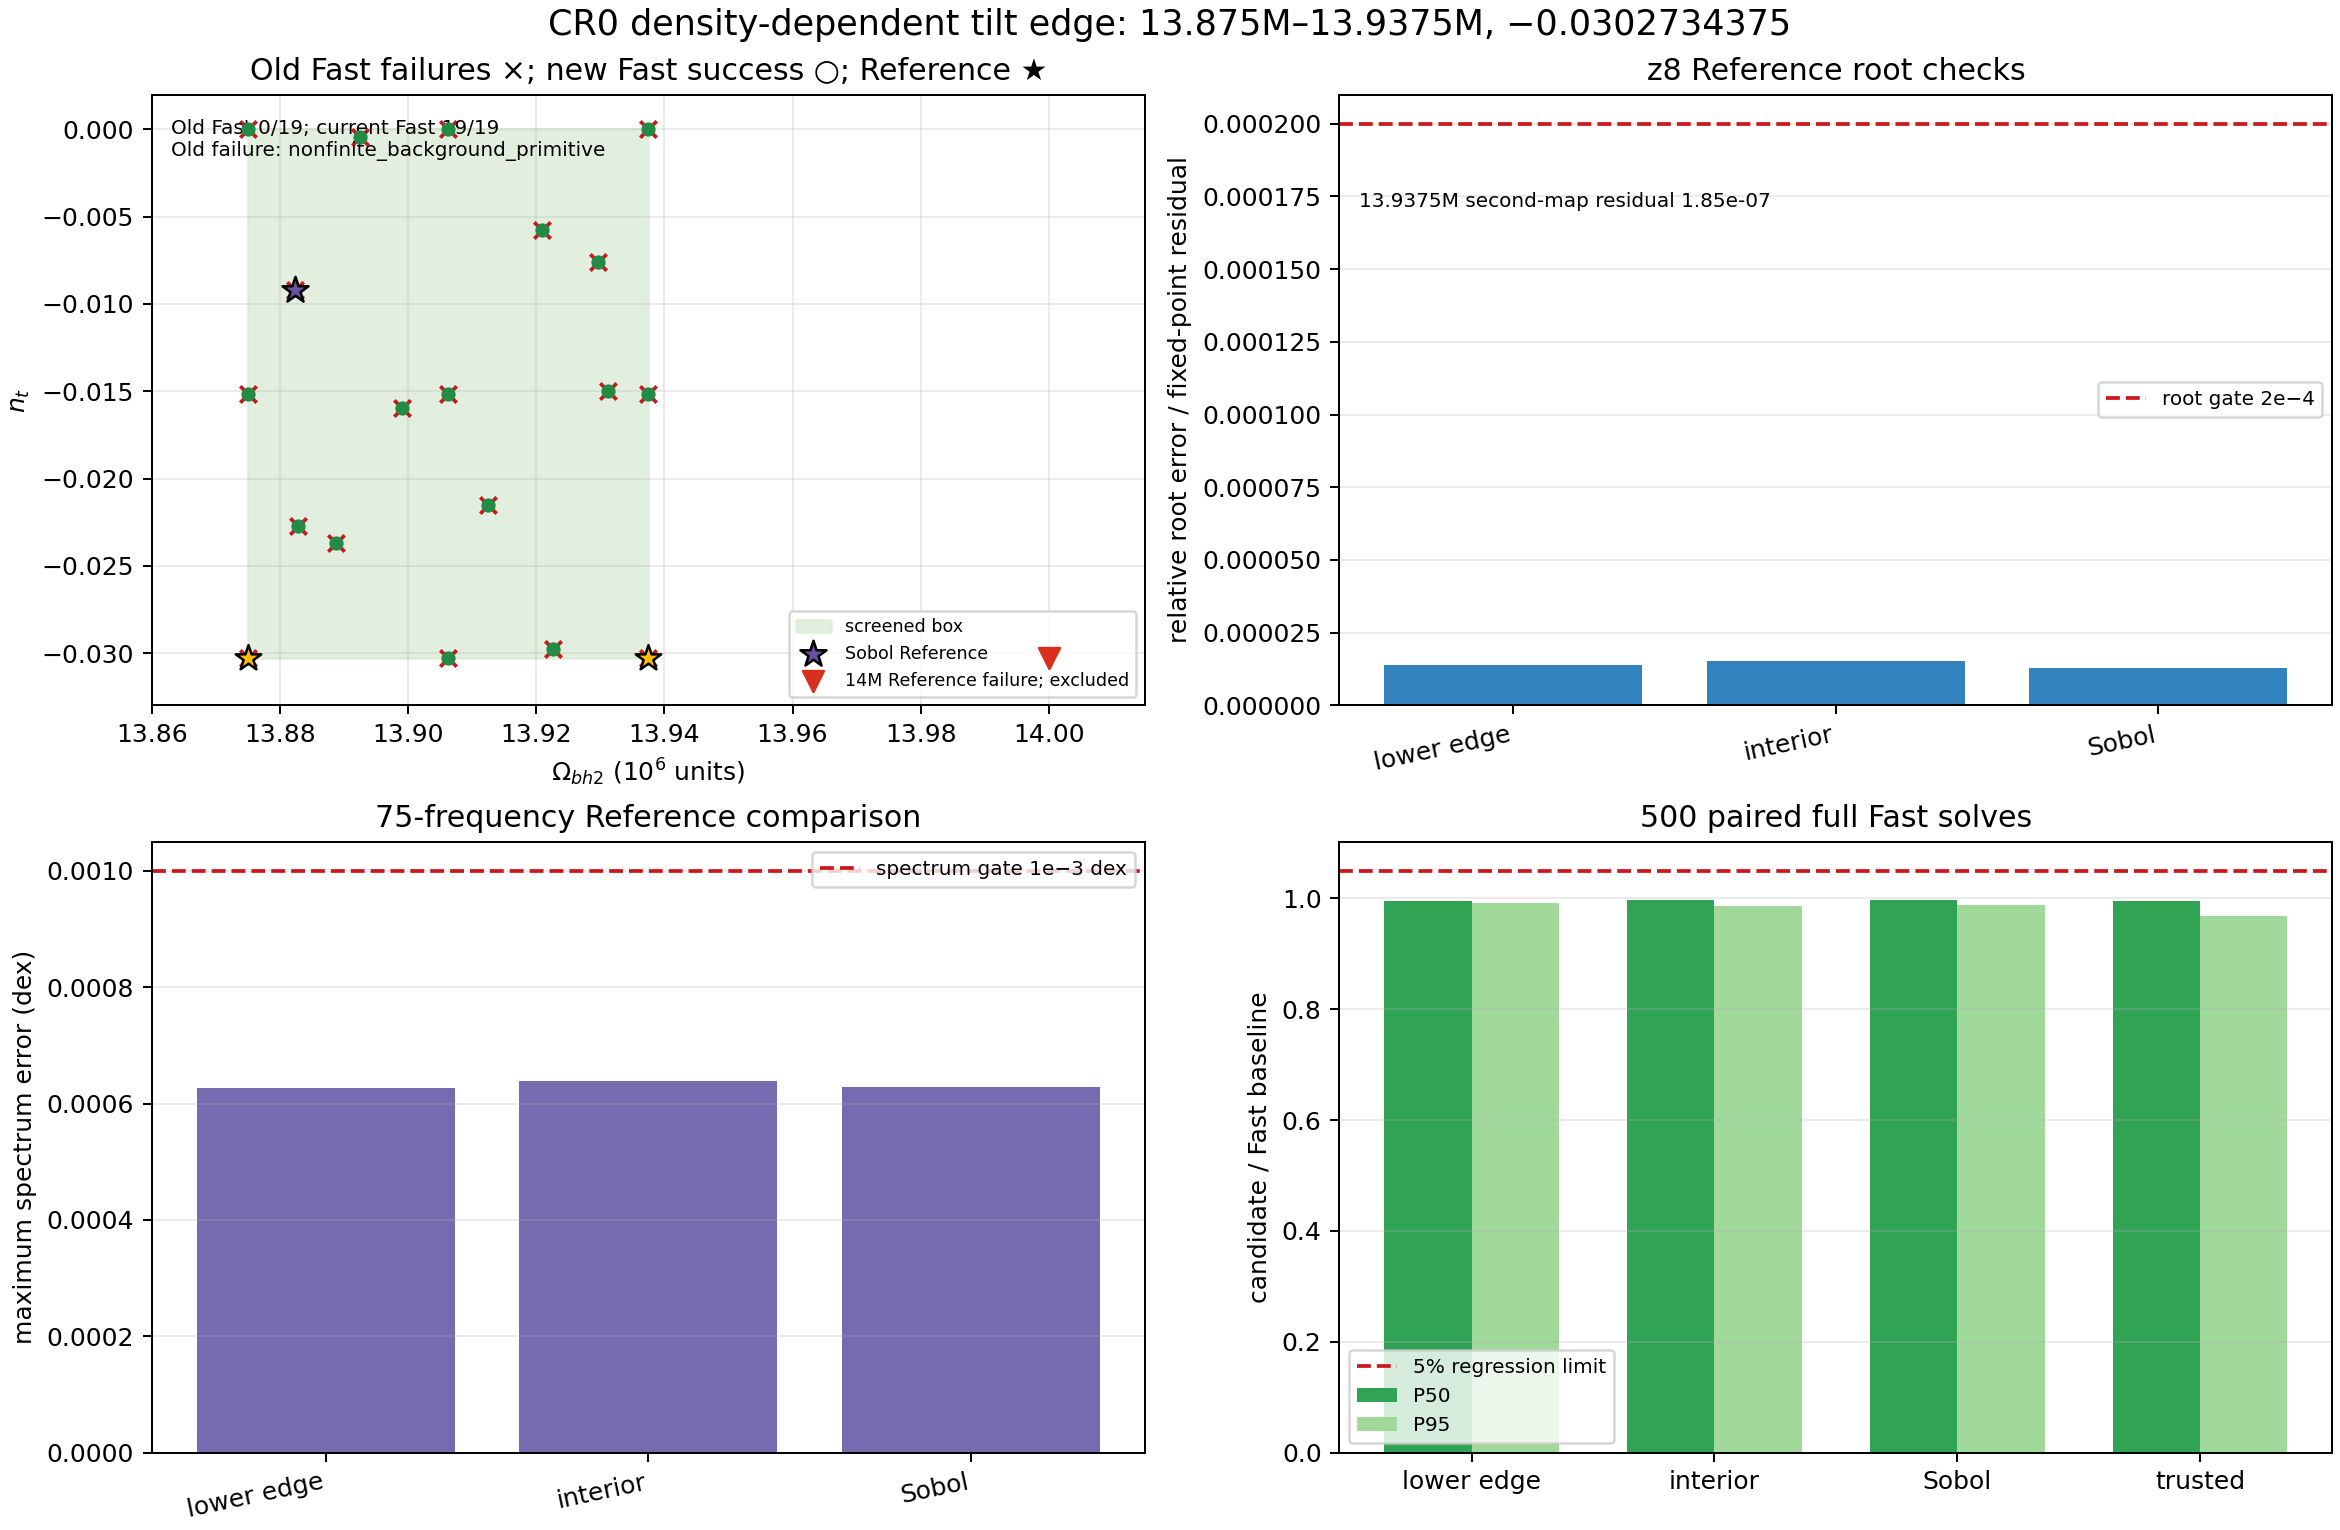 CR0 density-dependent tilt edge: 13.875M–13.9375M, −0.0302734375
Old Fast failures ×; new Fast success ○; Reference ★
Old Fast 0/19; current Fast 19/19
Old failure: nonfinite_background_primitive
0.000
−0.005
−0.010
−0.015
−0.020
−0.025
−0.030
n_t
screened box
Sobol Reference
14M Reference failure; excluded
13.86 13.88 13.90 13.92 13.94 13.96 13.98 14.00
Ω_bh2 (10^6 units)
z8 Reference root checks
0.000200
0.000175
0.000150
0.000125
0.000100
0.000075
0.000050
0.000025
0.000000
relative root error / fixed-point residual
13.9375M second-map residual 1.85e-07
root gate 2e−4
lower edge interior Sobol
75-frequency Reference comparison
0.0010
0.0008
0.0006
0.0004
0.0002
0.0000
maximum spectrum error (dex)
spectrum gate 1e−3 dex
lower edge interior Sobol
500 paired full Fast solves
1.0
0.8
0.6
0.4
0.2
0.0
candidate / Fast baseline
5% regression limit
P50
P95
lower edge interior Sobol trusted